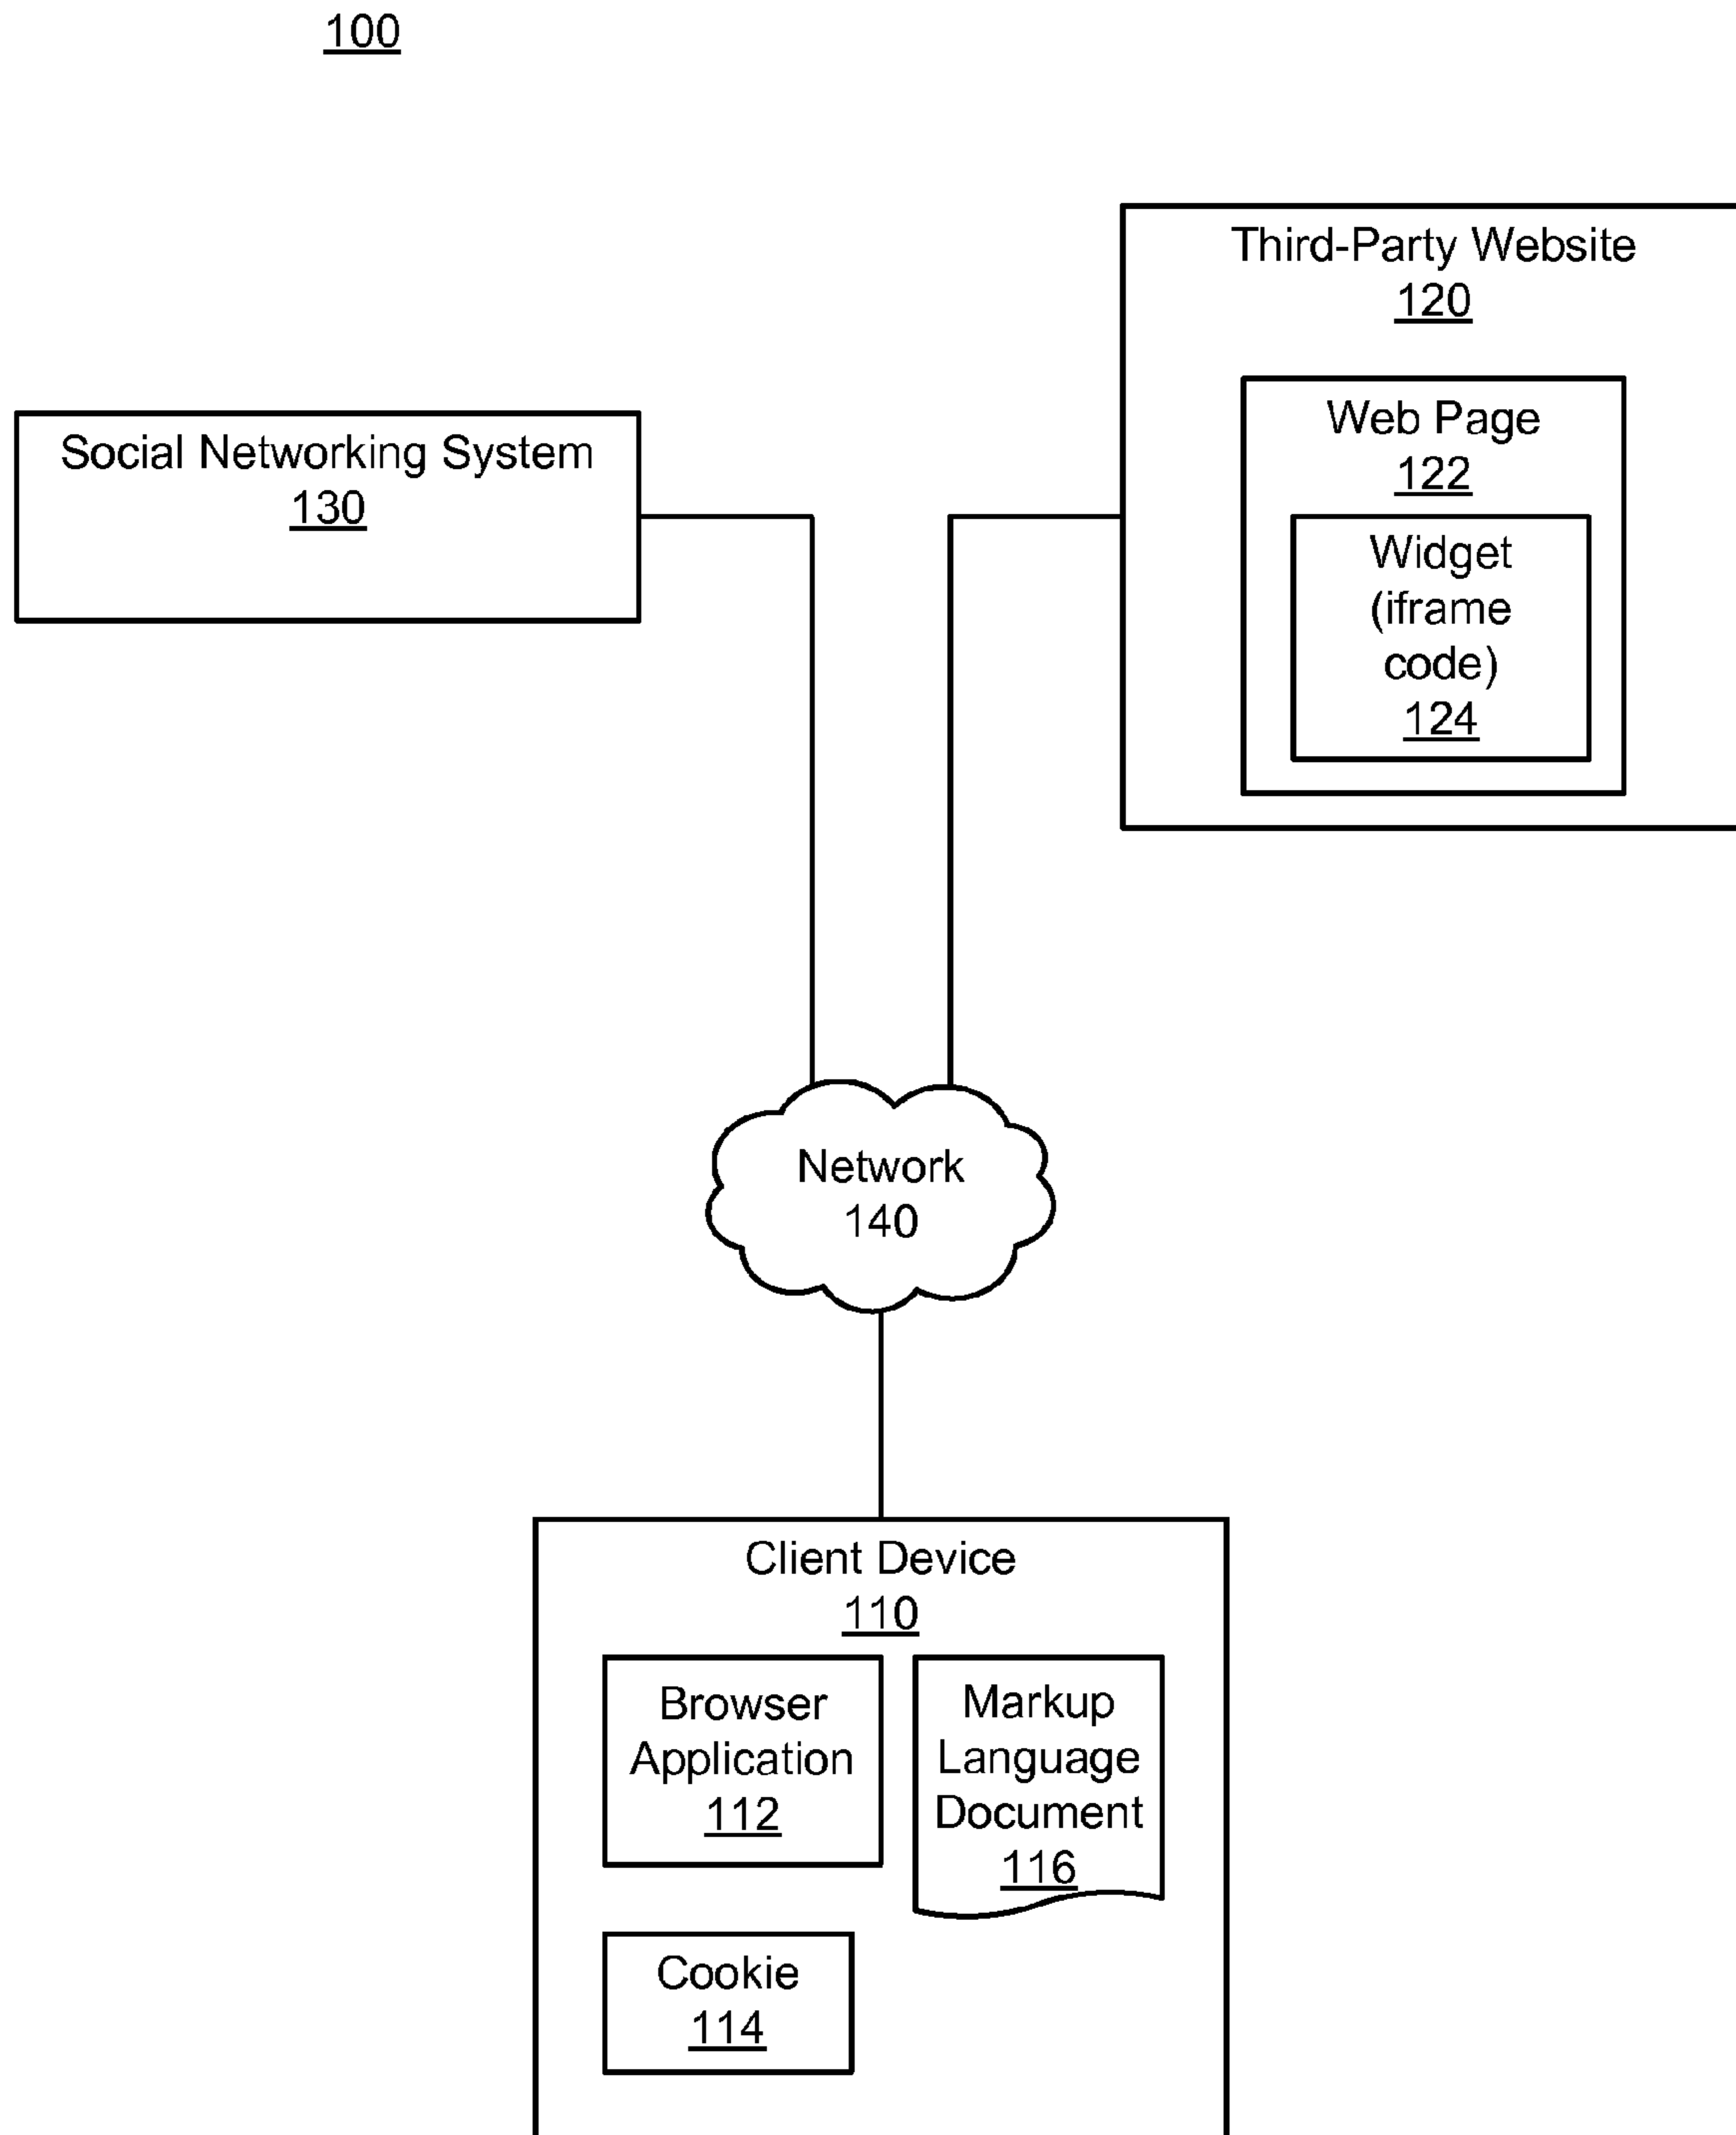 100
Third-Party Website
120
Web Page
122
Widget
(iframe
code)
124
Social Networking System
130
Network
140
Client Device
110
Browser
Application
112
Markup
Language
Document
116
Cookie
114